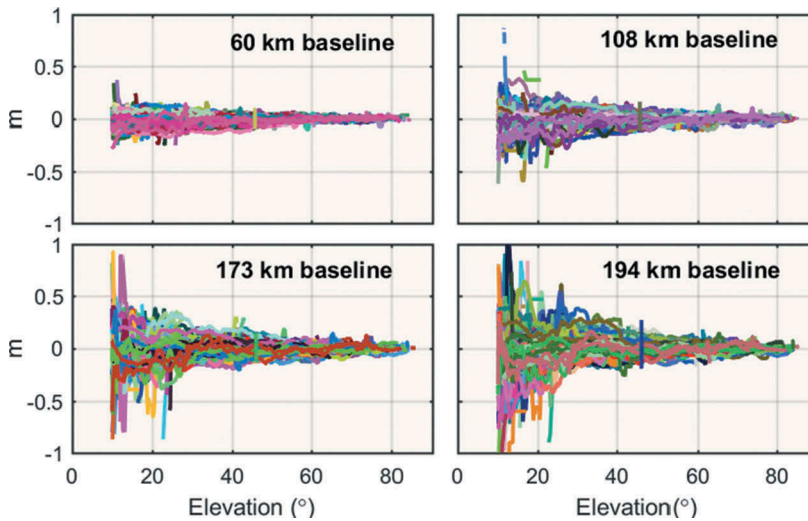 60 km baseline
108 km baseline
1
0.5
0
-0.5
-1
m
173 km baseline
194 km baseline
1
0.5
0
-0.5
-1
m
0 20 40 60 80
0 20 40 60 80
Elevation (°)
Elevation(°)